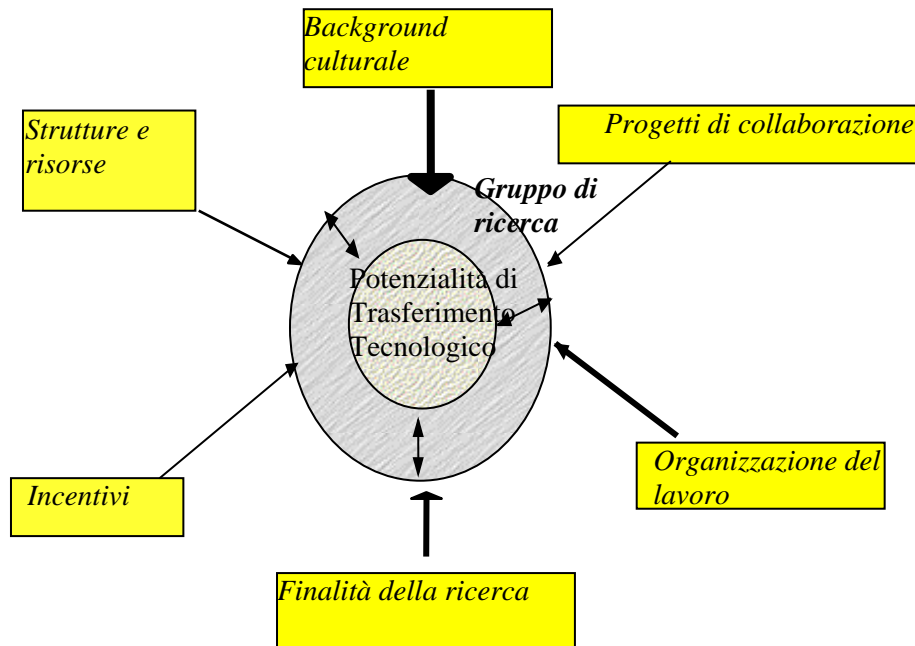 Background
culturale
Strutture e
risorse
Progetti di collaborazione
Gruppo di
ricerca
Potenzialità di
Trasferimento
Tecnologico
Organizzazione del
lavoro
Incentivi
Finalità della ricerca